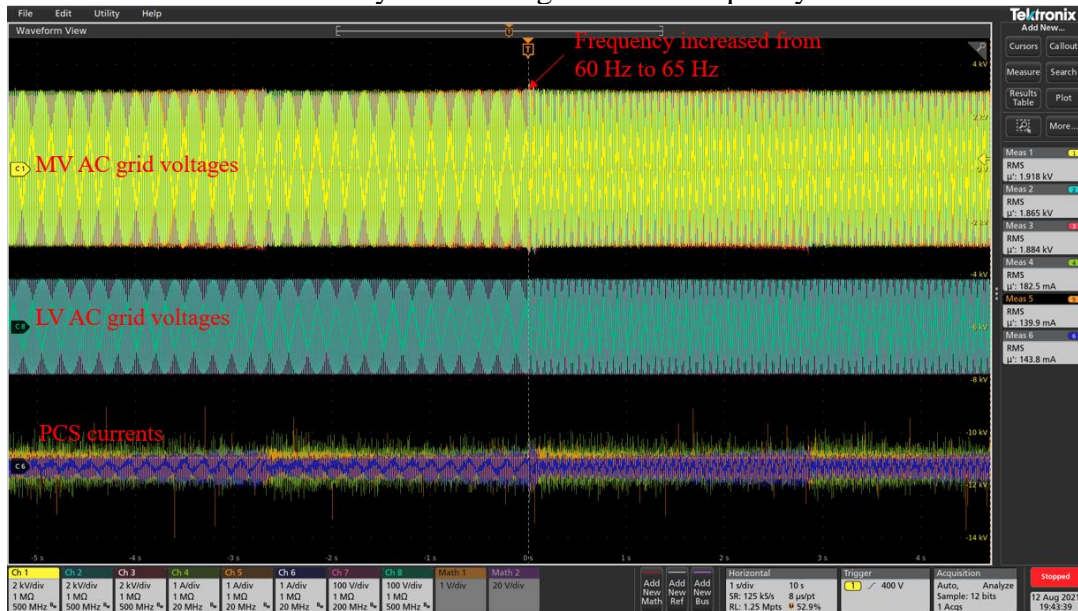 File Edit Utility Help
Tektronix
Waveform View
Add New...
Cursors Callout
Measure Search
Results Table Plot
More...
T
Frequency increased from
60 Hz to 65 Hz
4 kV
2 kV
C1 MV AC grid voltages
0 V
-2 kV
-4 kV
C8 LV AC grid voltages
-6 kV
-8 kV
PCS currents
-10 kV
C6
-12 kV
-14 kV
-5 s -4 s -3 s -2 s -1 s 0 s 1 s 2 s 3 s 4 s
Meas 1 1
RMS
µ': 1.918 kV
Meas 2 2
RMS
µ': 1.865 kV
Meas 3 3
RMS
µ': 1.884 kV
Meas 4 4
RMS
µ': 182.5 mA
Meas 5 5
RMS
µ': 139.9 mA
Meas 6 6
RMS
µ': 143.8 mA
Ch 1
2 kV/div
1 MΩ
500 MHz
Ch 2
2 kV/div
1 MΩ
500 MHz
Ch 3
2 kV/div
1 MΩ
500 MHz
Ch 4
1 A/div
1 MΩ
20 MHz
Ch 5
1 A/div
1 MΩ
20 MHz
Ch 6
1 A/div
1 MΩ
20 MHz
Ch 7
100 V/div
1 MΩ
200 MHz
Ch 8
100 V/div
1 MΩ
500 MHz
Math 1
1 V/div
Math 2
20 V/div
Add New Math
Add New Ref
Add New Bus
Horizontal
1 s/div 10 s
SR: 125 kS/s 8 µs/pt
RL: 1.25 Mpts 52.9%
Trigger
1 400 V
Acquisition
Auto, Analyze
Sample: 12 bits
1 Acqs
Stopped
12 Aug 2021
19:43:39